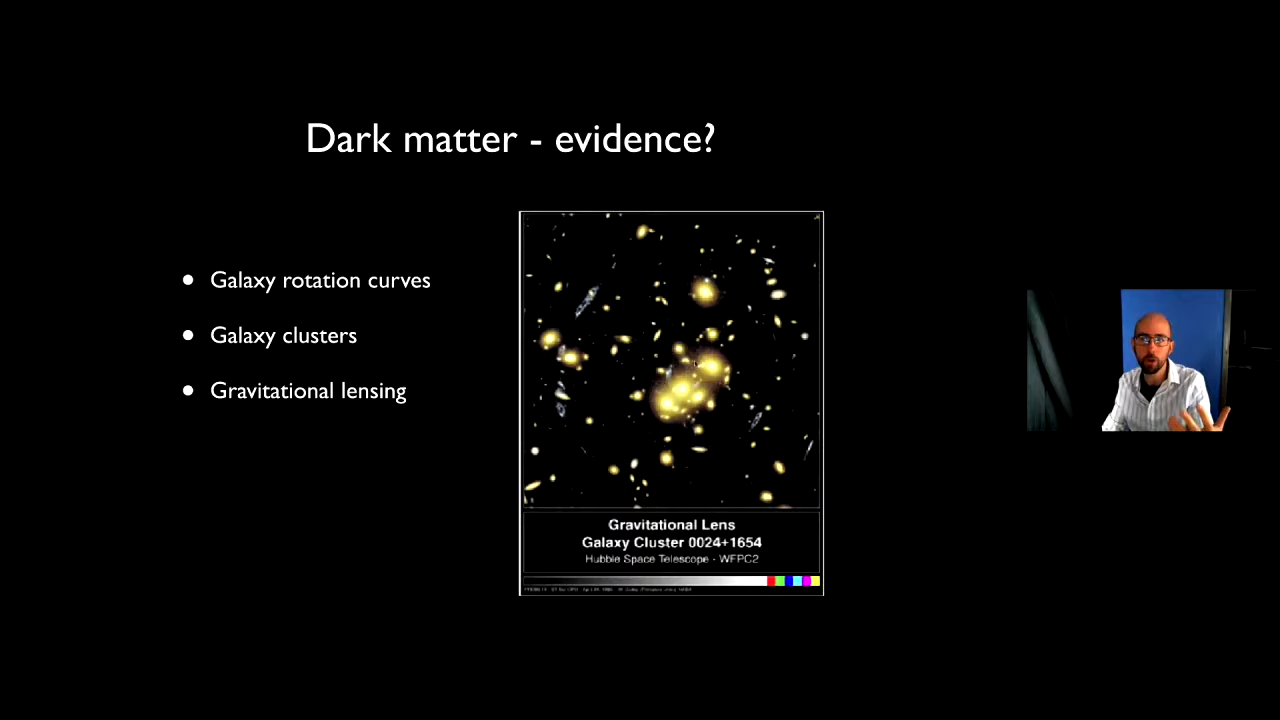 Dark matter - evidence?
Galaxy rotation curves
Galaxy clusters
Gravitational lensing
Gravitational Lens
Galaxy Cluster 0024+1654
Hubble Space Telescope - WFPC2